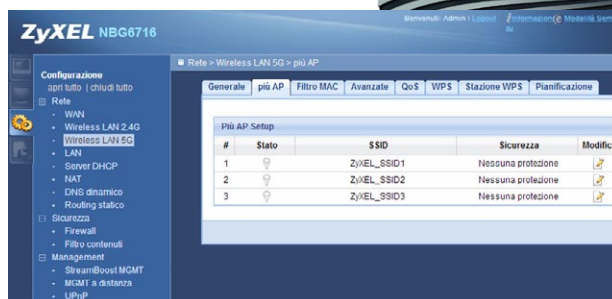 ZyXEL NBG6716
Benvenuti: Admin | Logout
Rete > Wireless LAN 5G > più AP
Configurazione
apri tutto | chiudi tutto
Rete
WAN
Wireless LAN 2.4G
Wireless LAN 5G
LAN
Server DHCP
NAT
DNS dinamico
Routing statico
Sicurezza
Firewall
Filtro contenuti
Management
StreamBoost MGMT
MGMT a distanza
UPnP
Generale più AP Filtro MAC Avanzate QoS WPS Stazione WPS Pianificazione
Più AP Setup
# Stato SSID Sicurezza Modific
1 ZyXEL_SSID1 Nessuna protezione
2 ZyXEL_SSID2 Nessuna protezione
3 ZyXEL_SSID3 Nessuna protezione